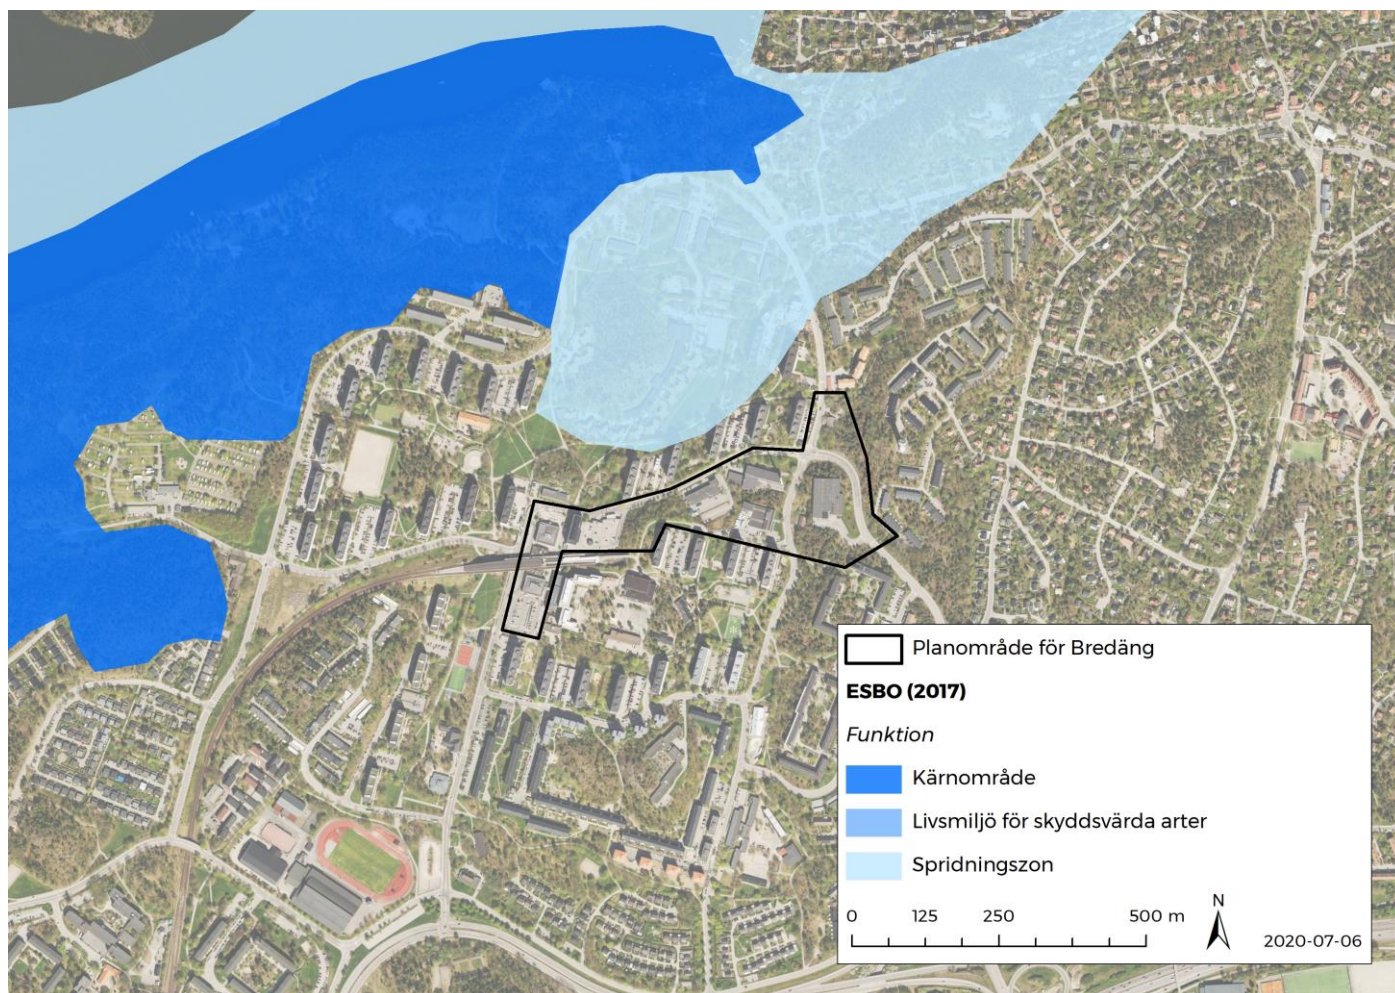 Planområde för Bredäng
ESBO (2017)
Funktion
Kärnområde
Livsmiljö för skyddsvärda arter
Spridningszon
0 125 250 500 m
N
2020-07-06